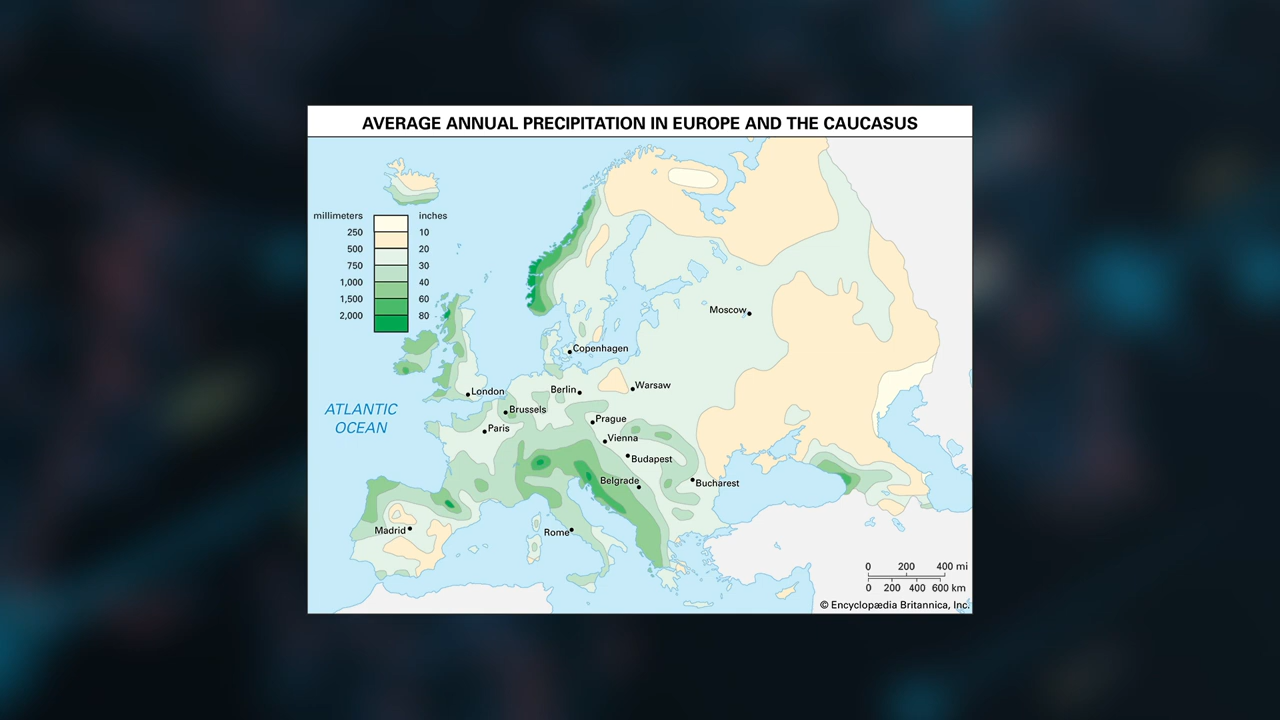 AVERAGE ANNUAL PRECIPITATION IN EUROPE AND THE CAUCASUS
millimeters inches
250 10
500 20
750 30
1,000 40
1,500 60
2,000 80
Moscow
Copenhagen
London
Berlin
Warsaw
Brussels
ATLANTIC
OCEAN
Paris
Prague
Vienna
Budapest
Belgrade
Bucharest
Madrid
Rome
0 200 400 mi
0 200 400 600 km
© Encyclopædia Britannica, Inc.